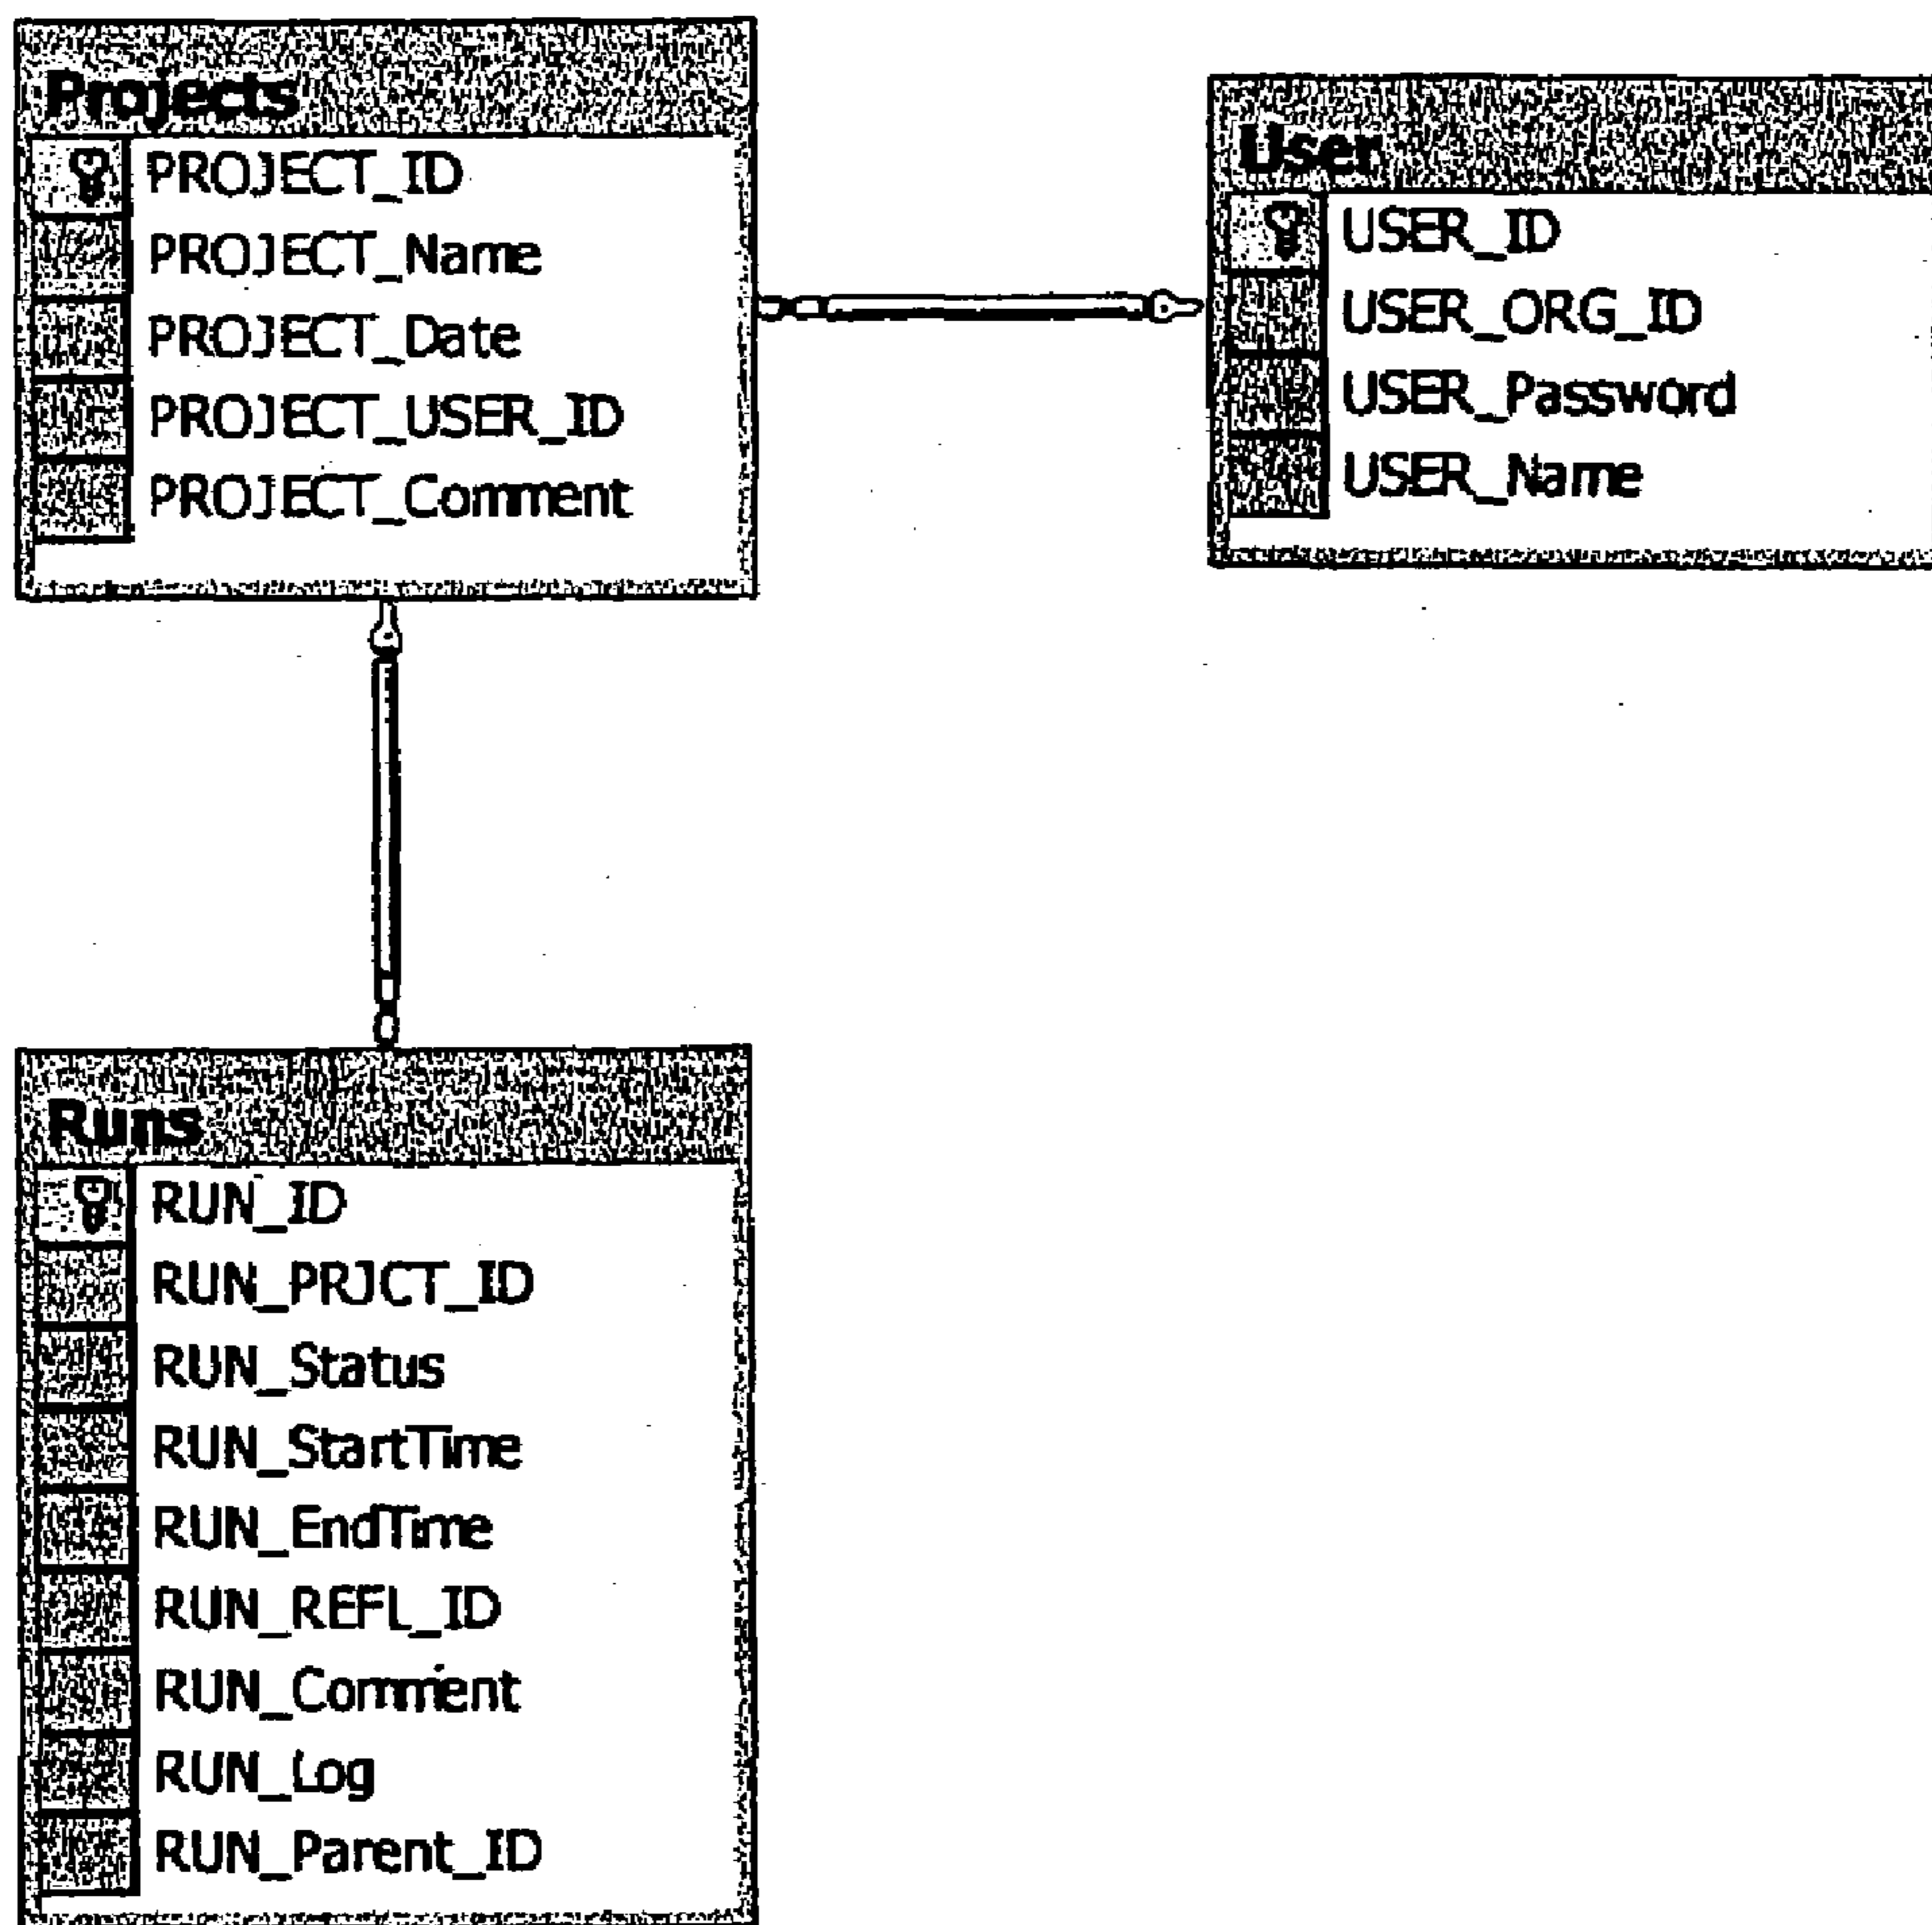 Projects
PROJECT_ID
PROJECT_Name
PROJECT_Date
PROJECT_USER_ID
PROJECT_Comment
User
USER_ID
USER_ORG_ID
USER_Password
USER_Name
Runs
RUN_ID
RUN_PRJCT_ID
RUN_Status
RUN_StartTime
RUN_EndTime
RUN_REFL_ID
RUN_Comment
RUN_Log
RUN_Parent_ID